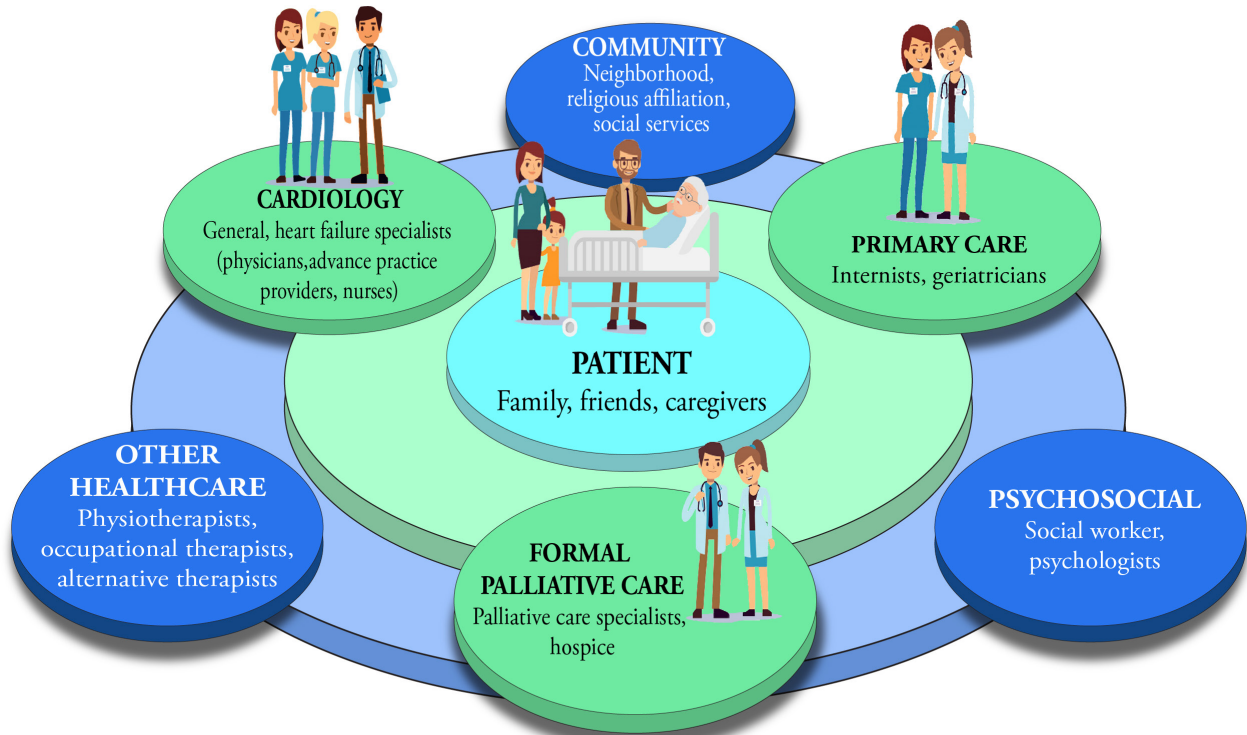 COMMUNITY
Neighborhood,
religious affiliation,
social services
CARDIOLOGY
General, heart failure specialists
(physicians,advance practice
providers, nurses)
PRIMARY CARE
Internists, geriatricians
PATIENT
Family, friends, caregivers
OTHER
HEALTHCARE
Physiotherapists,
occupational therapists,
alternative therapists
FORMAL
PALLIATIVE CARE
Palliative care specialists,
hospice
PSYCHOSOCIAL
Social worker,
psychologists